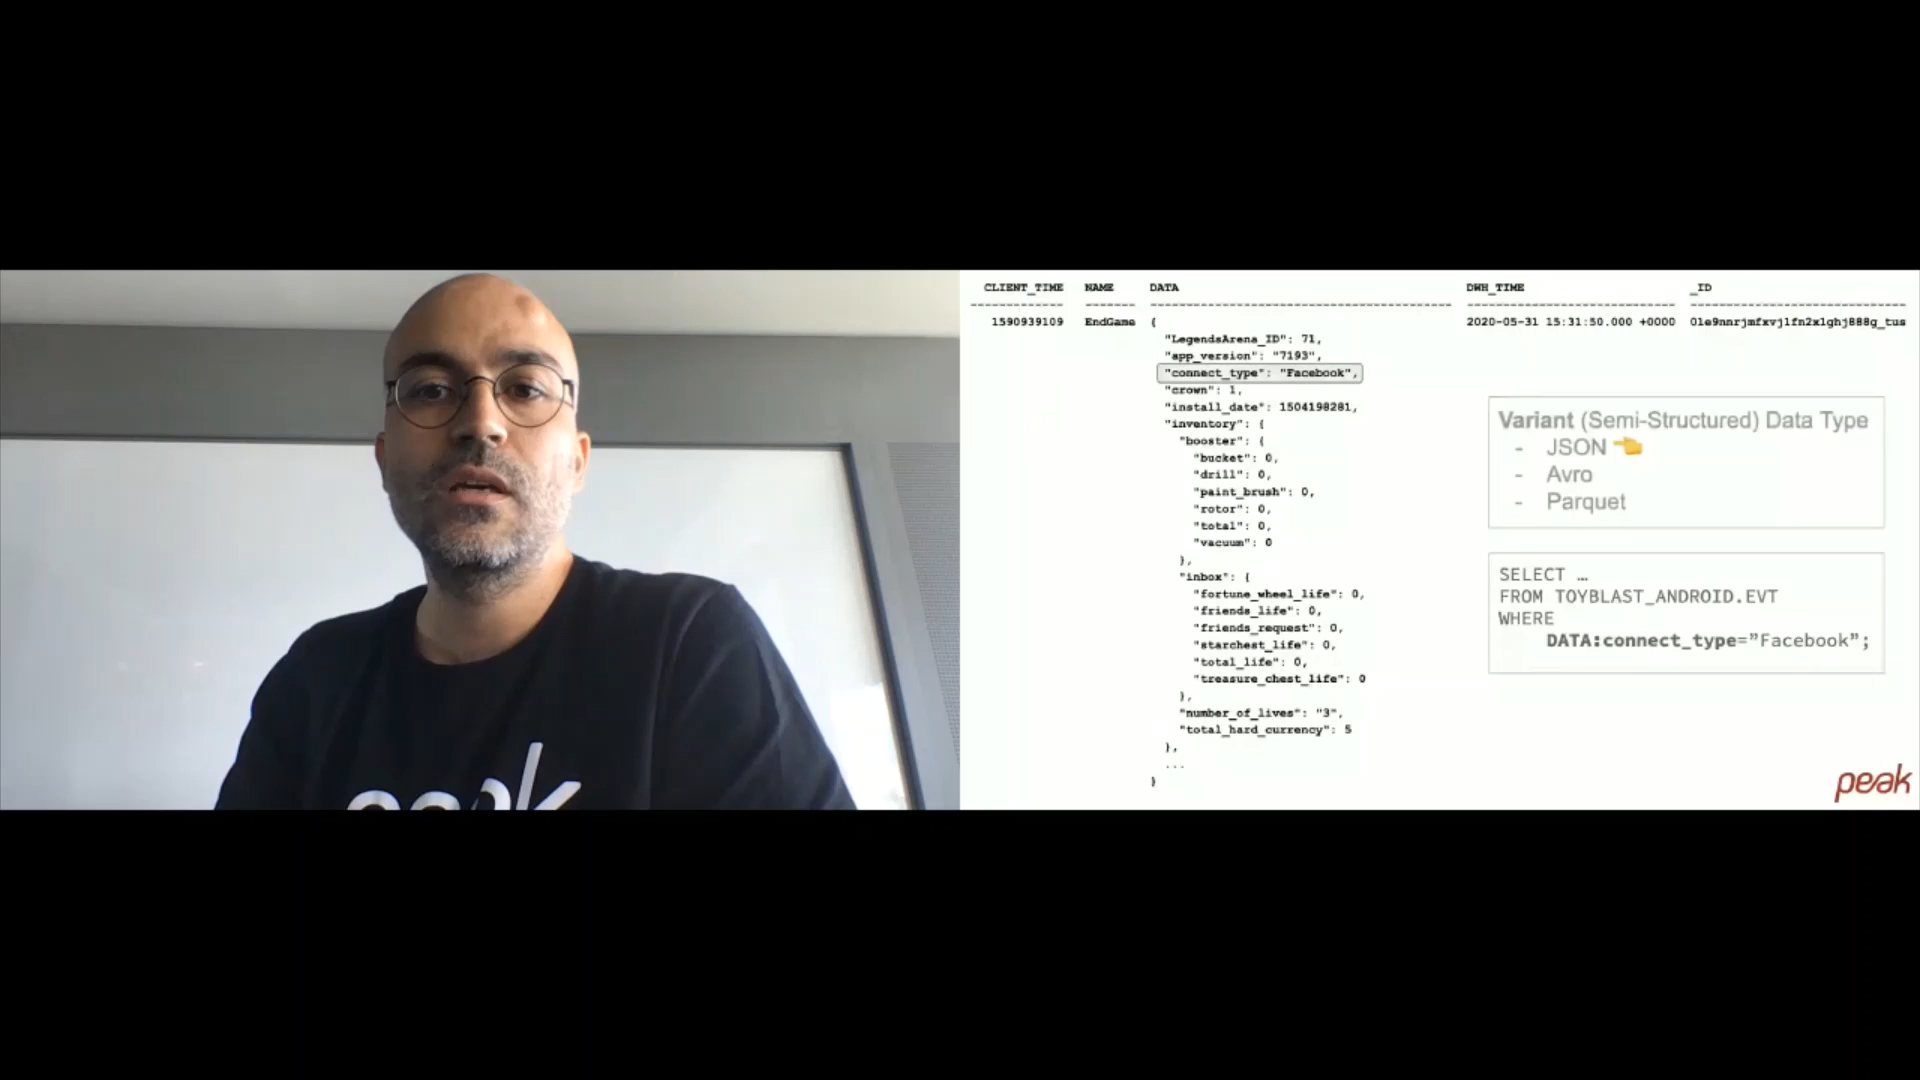 CLIENT_TIME NAME DATA DWH_TIME _ID
1590939109 EndGame { 2020-05-31 15:31:50.000 +0000 0le9nnrjmfxvjlfn2xlghj888g_tus
"LegendsArena_ID": 71,
"app_version": "7193",
"connect_type": "Facebook",
"crown": 1,
"install_date": 1504198281,
"inventory": {
"booster": {
"bucket": 0,
"drill": 0,
"paint_brush": 0,
"rotor": 0,
"total": 0,
"vacuum": 0
},
"inbox": {
"fortune_wheel_life": 0,
"friends_life": 0,
"friends_request": 0,
"starchest_life": 0,
"total_life": 0,
"treasure_chest_life": 0
},
"number_of_lives": "3",
"total_hard_currency": 5
},
...
}
Variant (Semi-Structured) Data Type
- JSON 👈
- Avro
- Parquet
SELECT …
FROM TOYBLAST_ANDROID.EVT
WHERE
DATA:connect_type=”Facebook”;
peak
peak